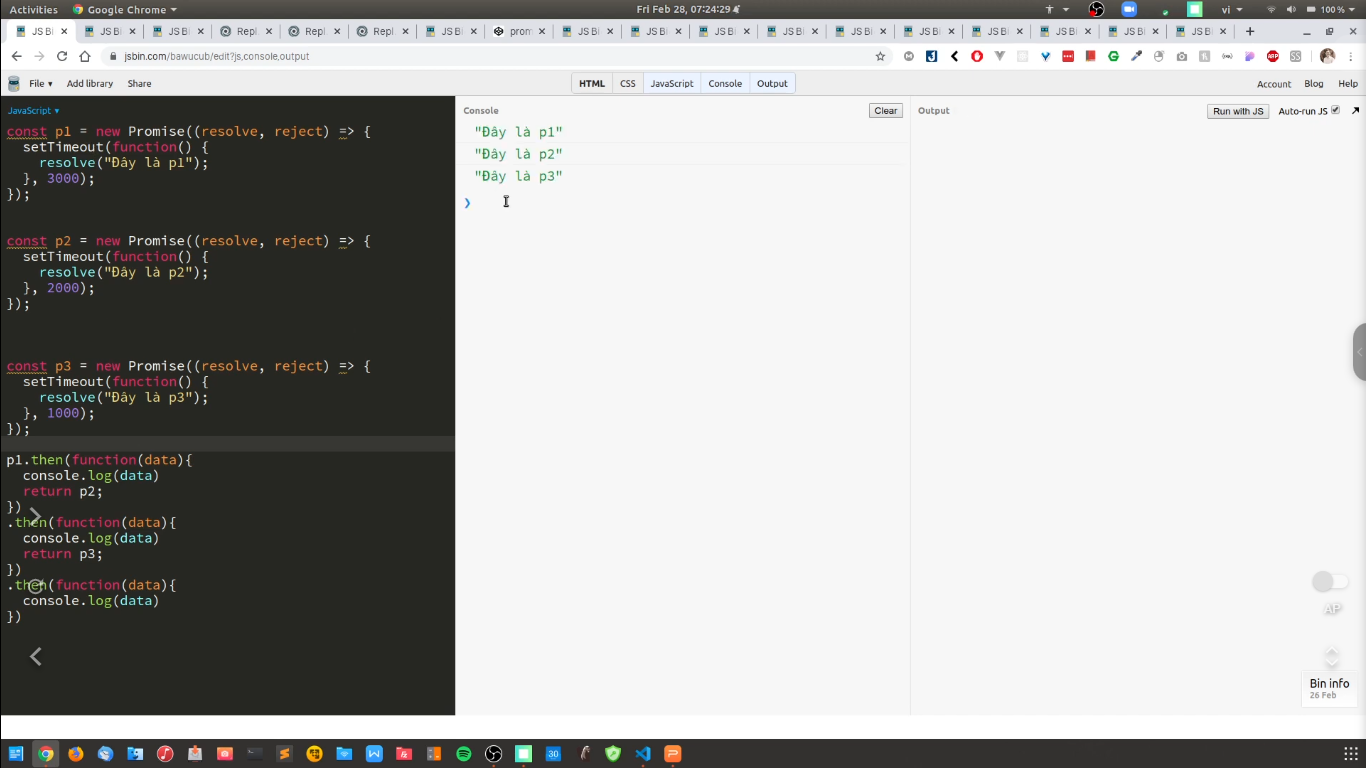 Activities Google Chrome Fri Feb 28, 07:24:29 vi 100 %
JS Bi JS Bi JS Bi Repl. Repl Repl JS Bi prom JS Bi JS Bi JS Bi JS Bi JS Bi JS Bi JS Bi JS Bi JS Bi JS Bi
jsbin.com/bawucub/edit?js,console,output
File Add library Share HTML CSS JavaScript Console Output Account Blog Help
JavaScript
const p1 = new Promise((resolve, reject) => {
setTimeout(function() {
resolve("Đây là p1");
}, 3000);
});
const p2 = new Promise((resolve, reject) => {
setTimeout(function() {
resolve("Đây là p2");
}, 2000);
});
const p3 = new Promise((resolve, reject) => {
setTimeout(function() {
resolve("Đây là p3");
}, 1000);
});
p1.then(function(data){
console.log(data)
return p2;
})
.then(function(data){
console.log(data)
return p3;
})
.then(function(data){
console.log(data)
})
Console Clear
"Đây là p1"
"Đây là p2"
"Đây là p3"
Output Run with JS Auto-run JS
AP
Bin info
26 Feb
30